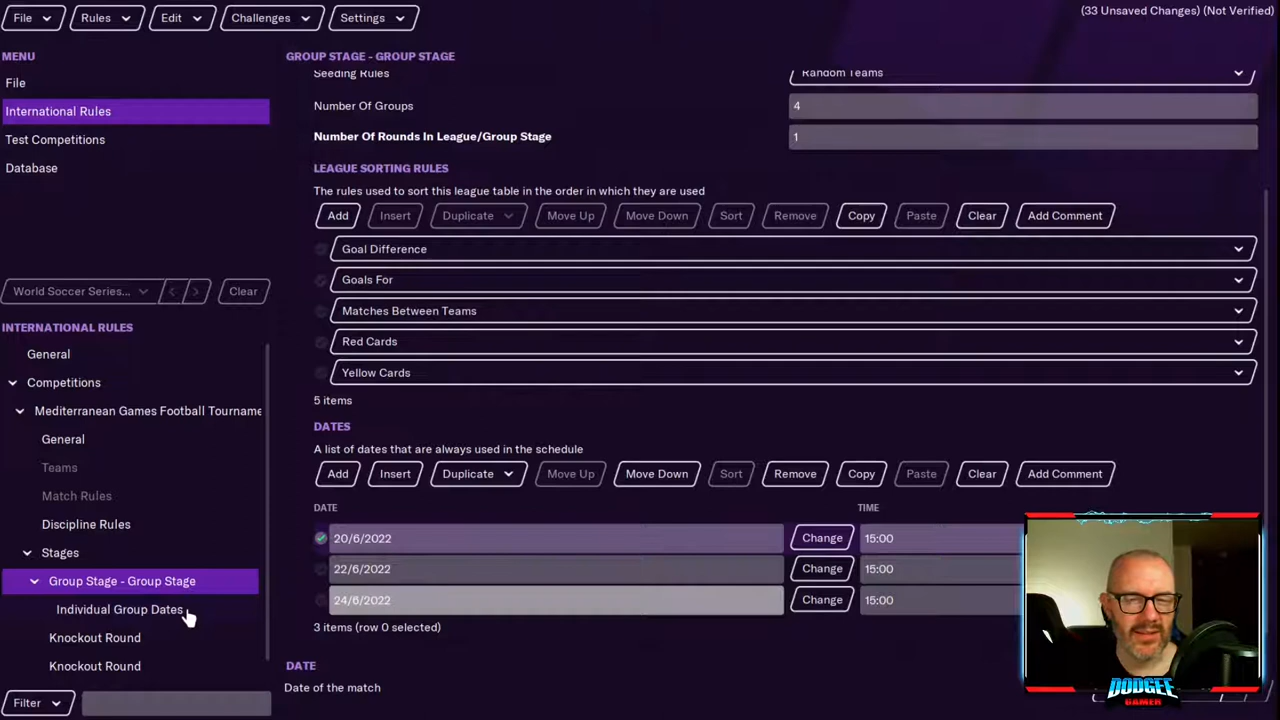 File
Rules
Edit
Challenges
Settings
(33 Unsaved Changes) (Not Verified)
MENU
File
International Rules
Test Competitions
Database
World Soccer Series...
Clear
INTERNATIONAL RULES
General
Competitions
Mediterranean Games Football Tourname
General
Teams
Match Rules
Discipline Rules
Stages
Group Stage - Group Stage
Individual Group Dates
Knockout Round
Knockout Round
Filter
GROUP STAGE - GROUP STAGE
Seeding Rules Random Teams
Number Of Groups 4
Number Of Rounds In League/Group Stage 1
LEAGUE SORTING RULES
The rules used to sort this league table in the order in which they are used
Add Insert Duplicate Move Up Move Down Sort Remove Copy Paste Clear Add Comment
Goal Difference
Goals For
Matches Between Teams
Red Cards
Yellow Cards
5 items
DATES
A list of dates that are always used in the schedule
Add Insert Duplicate Move Up Move Down Sort Remove Copy Paste Clear Add Comment
DATE TIME
20/6/2022 Change 15:00
22/6/2022 Change 15:00
24/6/2022 Change 15:00
3 items (row 0 selected)
DATE
Date of the match
DODGEE
GAMER